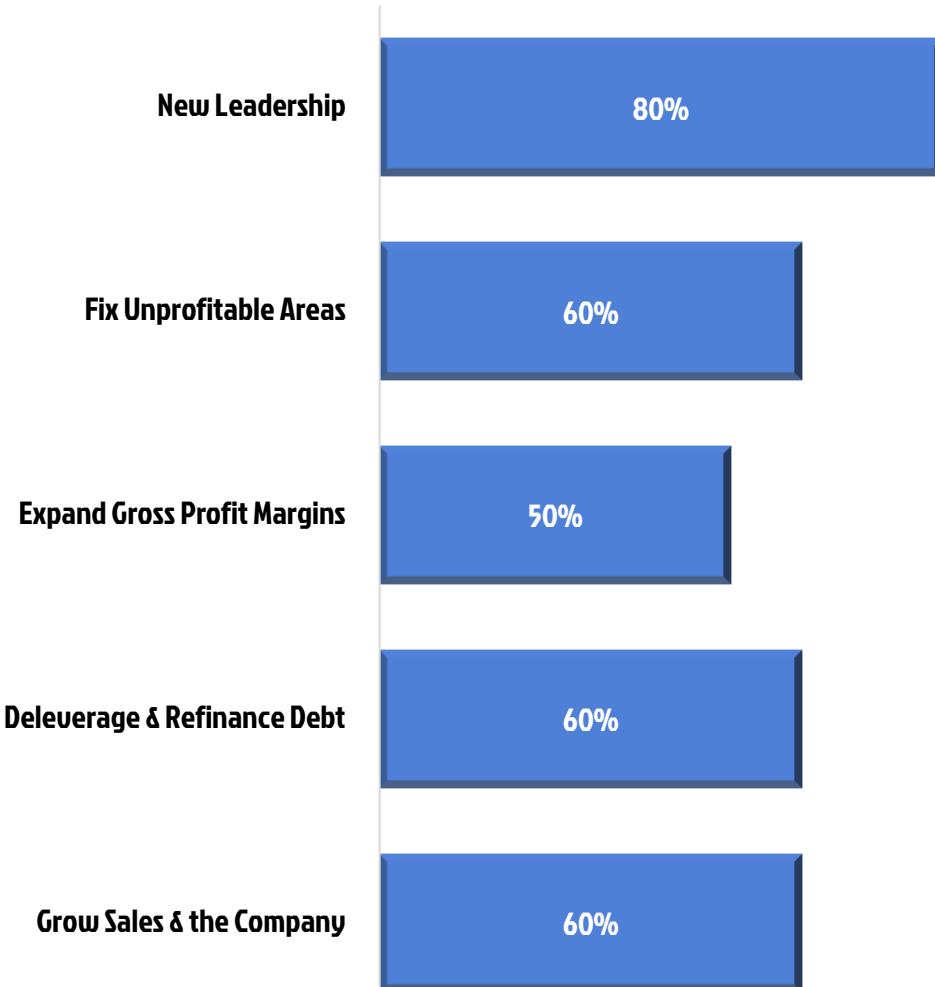 New Leadership
80%
Fix Unprofitable Areas
60%
Expand Gross Profit Margins
50%
Deleverage & Refinance Debt
60%
Grow Sales & the Company
60%